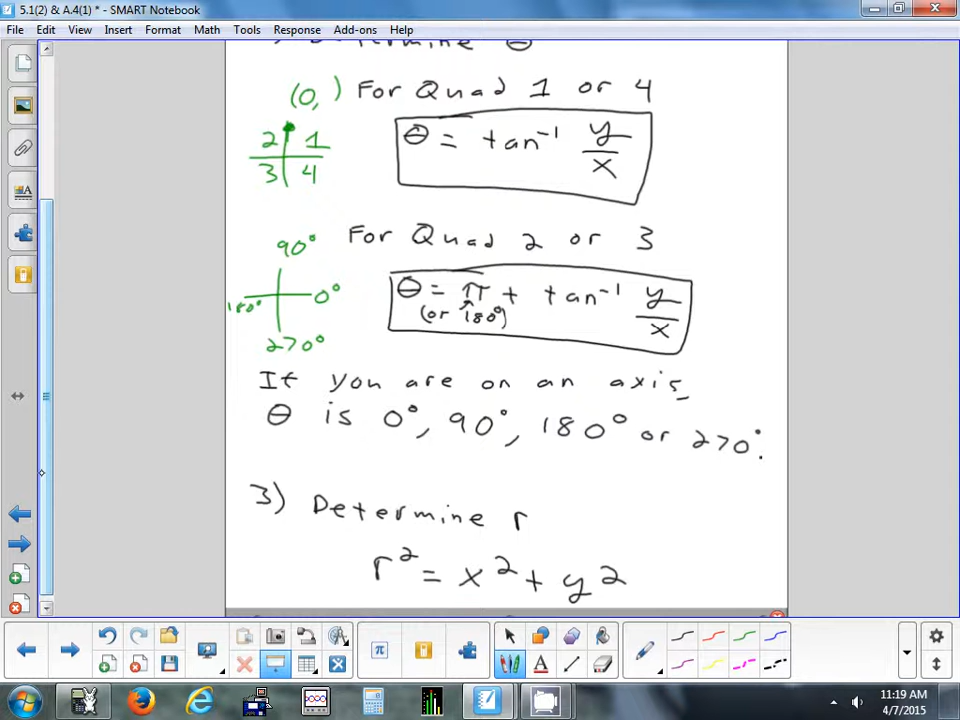 5.1(2) & A.4(1) * - SMART Notebook
File Edit View Insert Format Math Tools Response Add-ons Help
(0, ) For Quad 1 or 4
2 1
3 4
θ = tan⁻¹ y/x
For Quad 2 or 3
90°
180° 0°
270°
θ = π + tan⁻¹ y/x
(or 180°)
If you are on an axis,
θ is 0°, 90°, 180° or 270°.
3) Determine r
r² = x² + y²
11:19 AM
4/7/2015